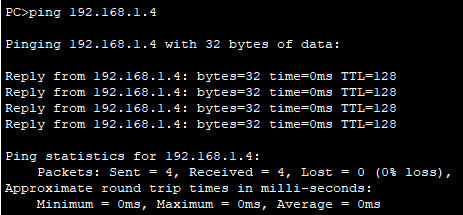 PC>ping 192.168.1.4
Pinging 192.168.1.4 with 32 bytes of data:
Reply from 192.168.1.4: bytes=32 time=0ms TTL=128
Reply from 192.168.1.4: bytes=32 time=0ms TTL=128
Reply from 192.168.1.4: bytes=32 time=0ms TTL=128
Reply from 192.168.1.4: bytes=32 time=0ms TTL=128
Ping statistics for 192.168.1.4:
    Packets: Sent = 4, Received = 4, Lost = 0 (0% loss),
Approximate round trip times in milli-seconds:
    Minimum = 0ms, Maximum = 0ms, Average = 0ms